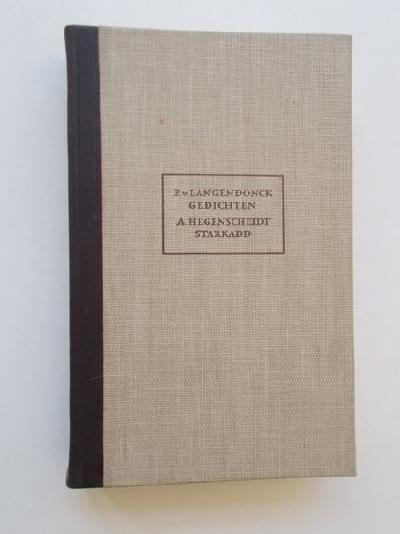 P. v LANGENDONCK
GEDICHTEN
A. HEGENSCHEIDT
STARKADD